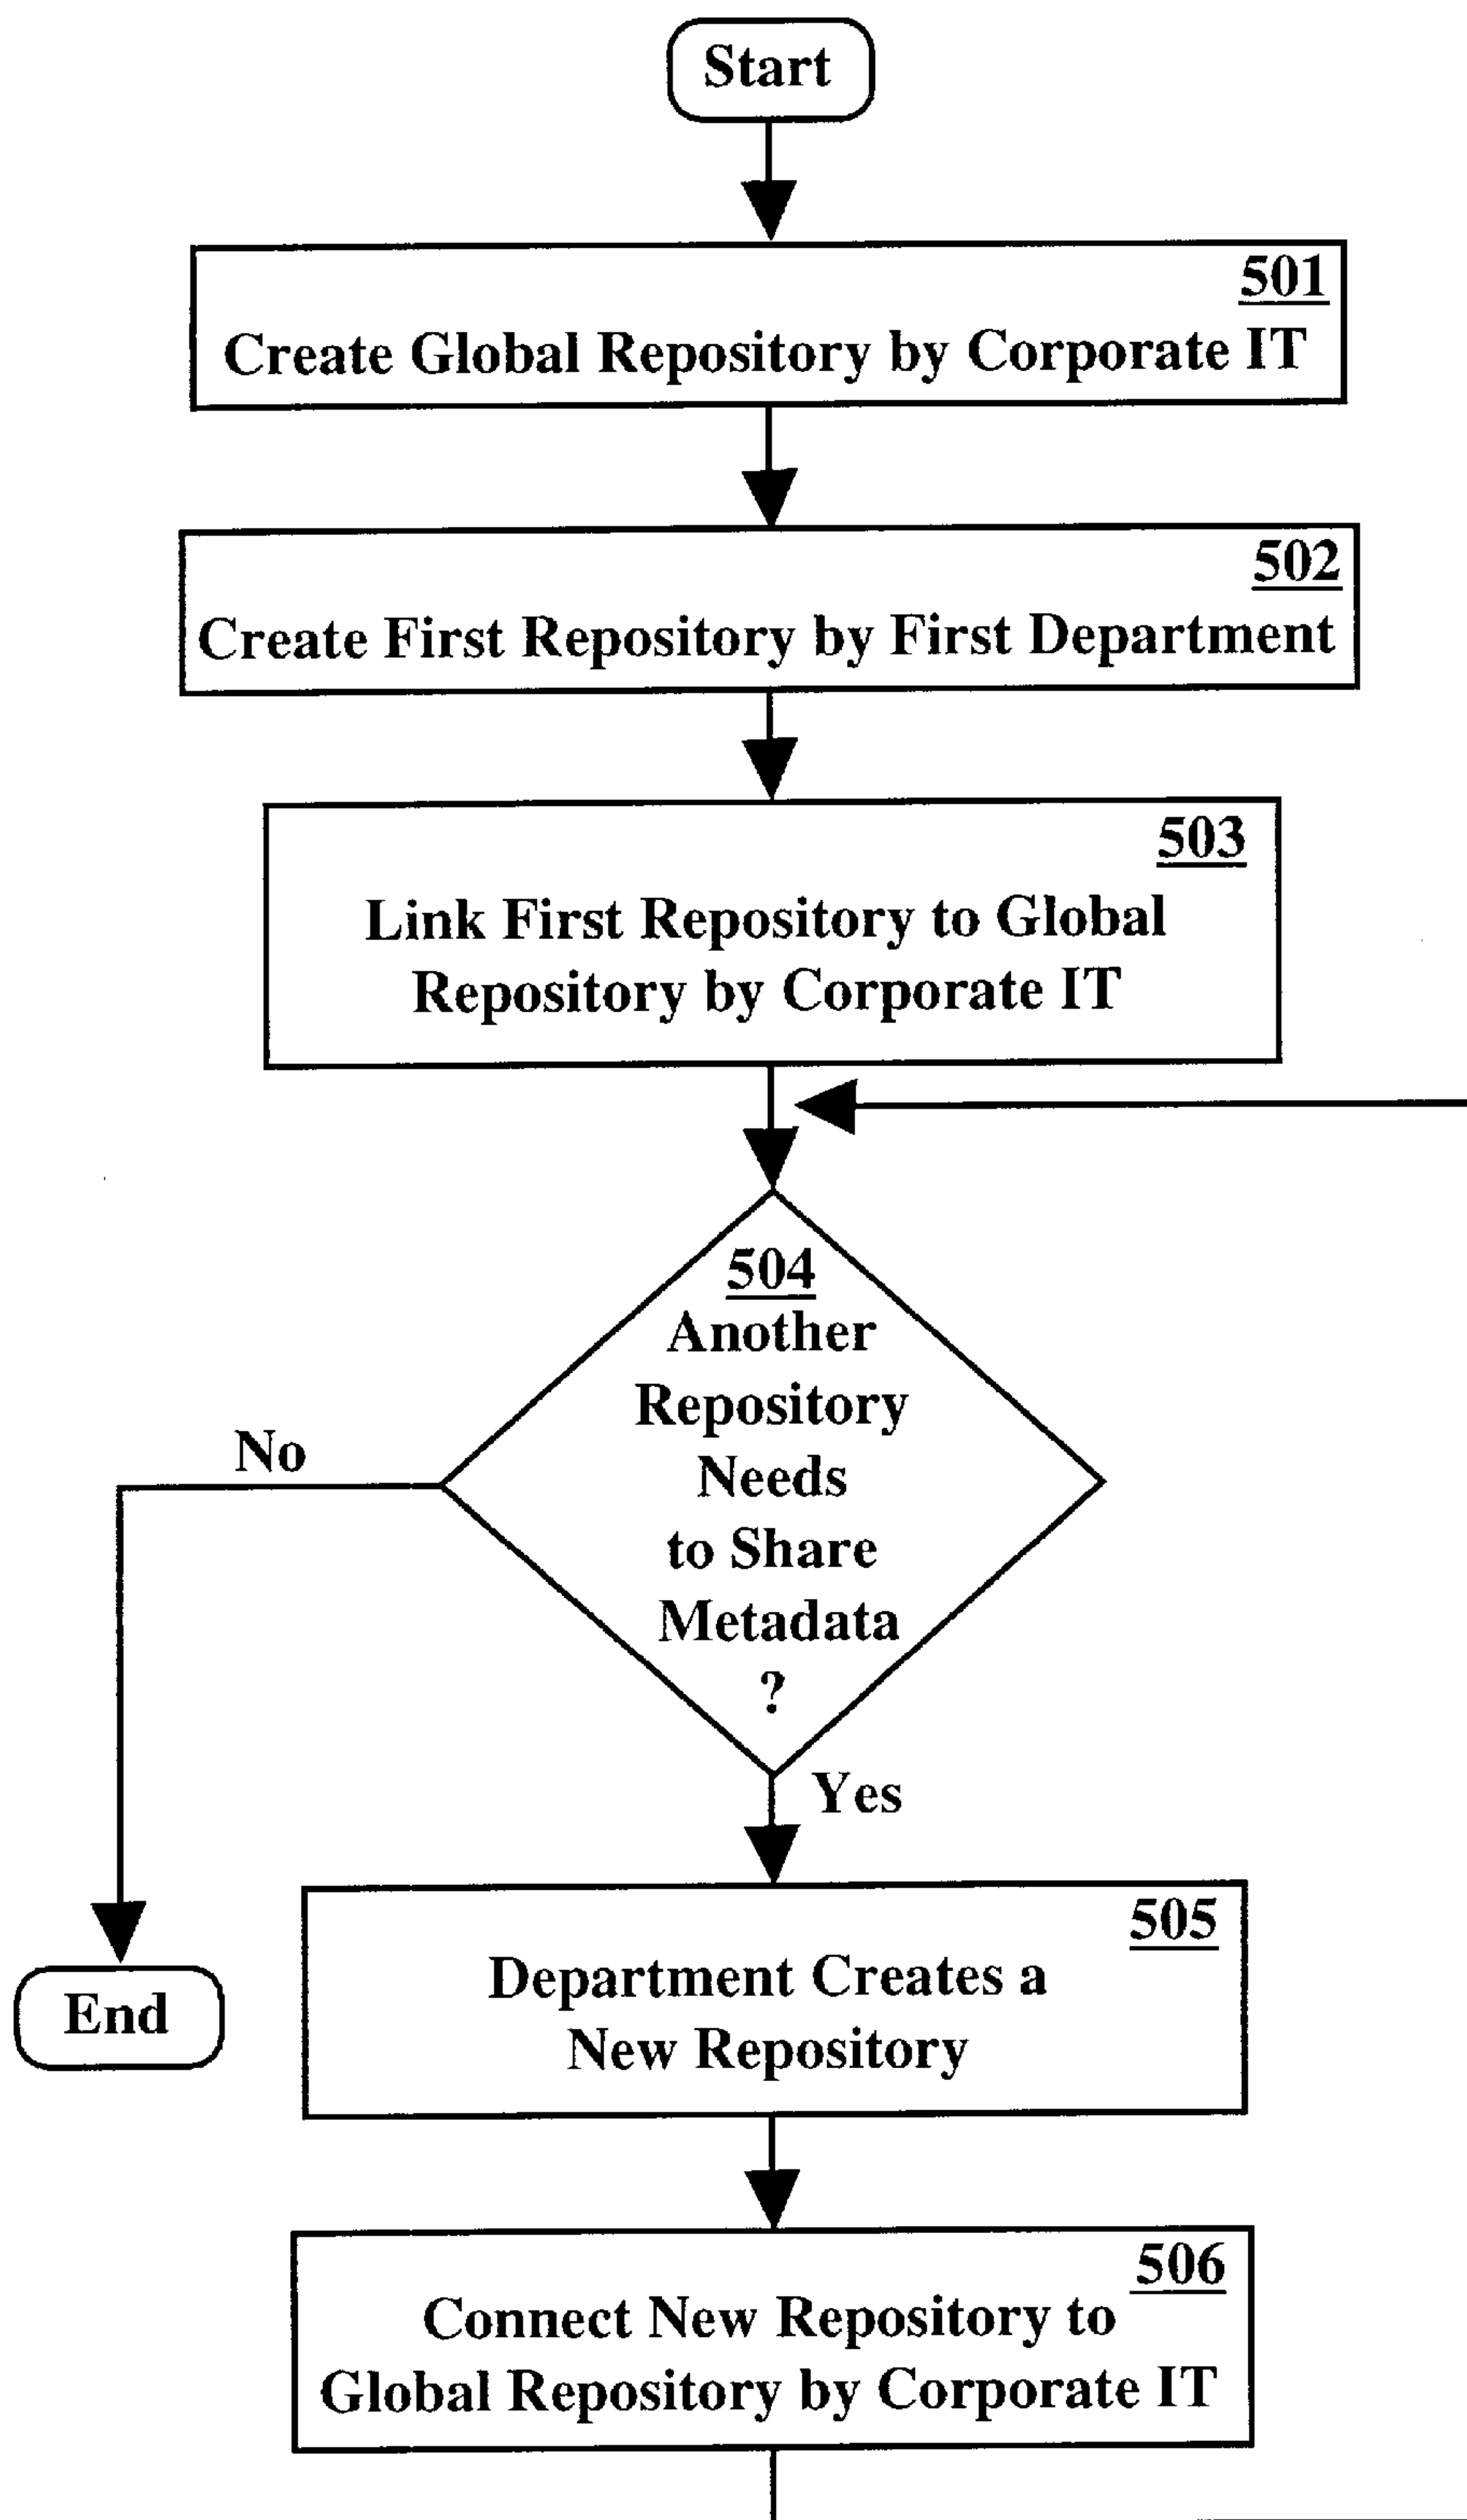 Start
501
Create Global Repository by Corporate IT
502
Create First Repository by First Department
503
Link First Repository to Global
Repository by Corporate IT
504
Another
Repository
Needs
to Share
Metadata
?
No
Yes
505
Department Creates a
New Repository
End
506
Connect New Repository to
Global Repository by Corporate IT